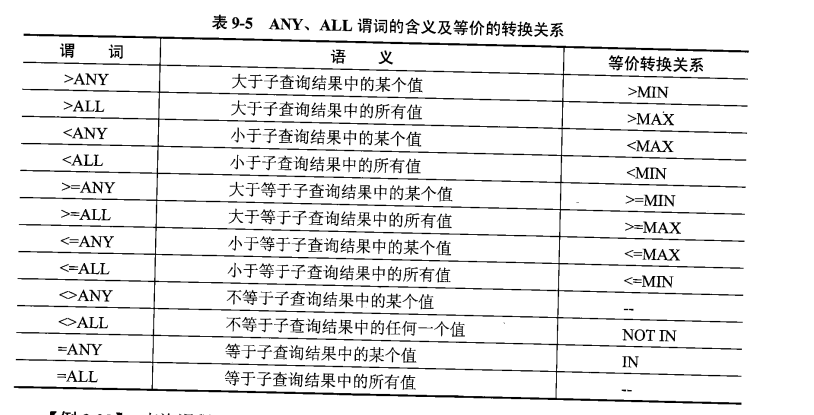 表 9-5 ANY、ALL 谓词的含义及等价的转换关系
谓 词 语 义 等价转换关系
>ANY 大于子查询结果中的某个值 >MIN
>ALL 大于子查询结果中的所有值 >MAX
<ANY 小于子查询结果中的某个值 <MAX
<ALL 小于子查询结果中的所有值 <MIN
>=ANY 大于等于子查询结果中的某个值 >=MIN
>=ALL 大于等于子查询结果中的所有值 >=MAX
<=ANY 小于等于子查询结果中的某个值 <=MAX
<=ALL 小于等于子查询结果中的所有值 <=MIN
<>ANY 不等于子查询结果中的某个值 --
<>ALL 不等于子查询结果中的任何一个值 NOT IN
=ANY 等于子查询结果中的某个值 IN
=ALL 等于子查询结果中的所有值 --